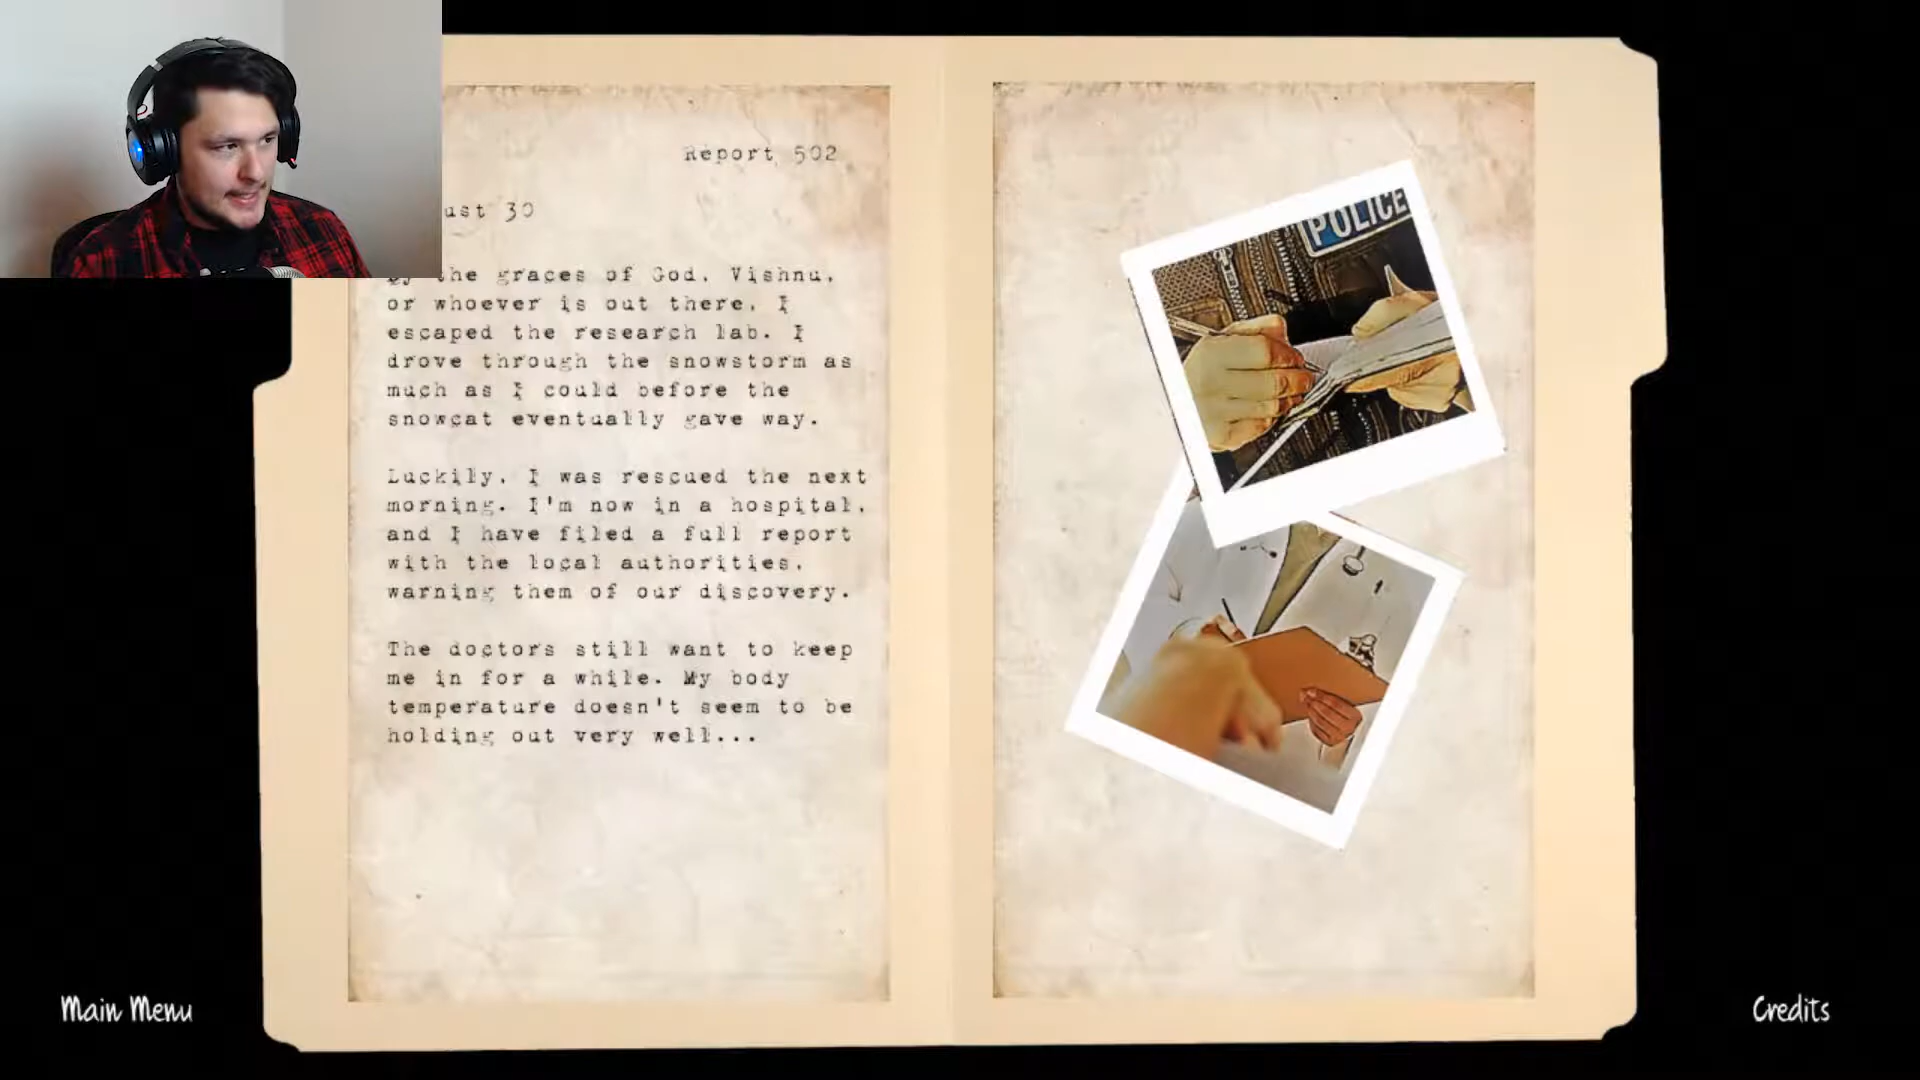 Report 502
ust 30
the graces of God, Vishnu,
or whoever is out there, I
escaped the research lab. I
drove through the snowstorm as
much as I could before the
snowcat eventually gave way.
Luckily, I was rescued the next
morning. I'm now in a hospital,
and I have filed a full report
with the local authorities,
warning them of our discovery.
The doctors still want to keep
me in for a while. My body
temperature doesn't seem to be
holding out very well...
POLICE
Main Menu
Credits